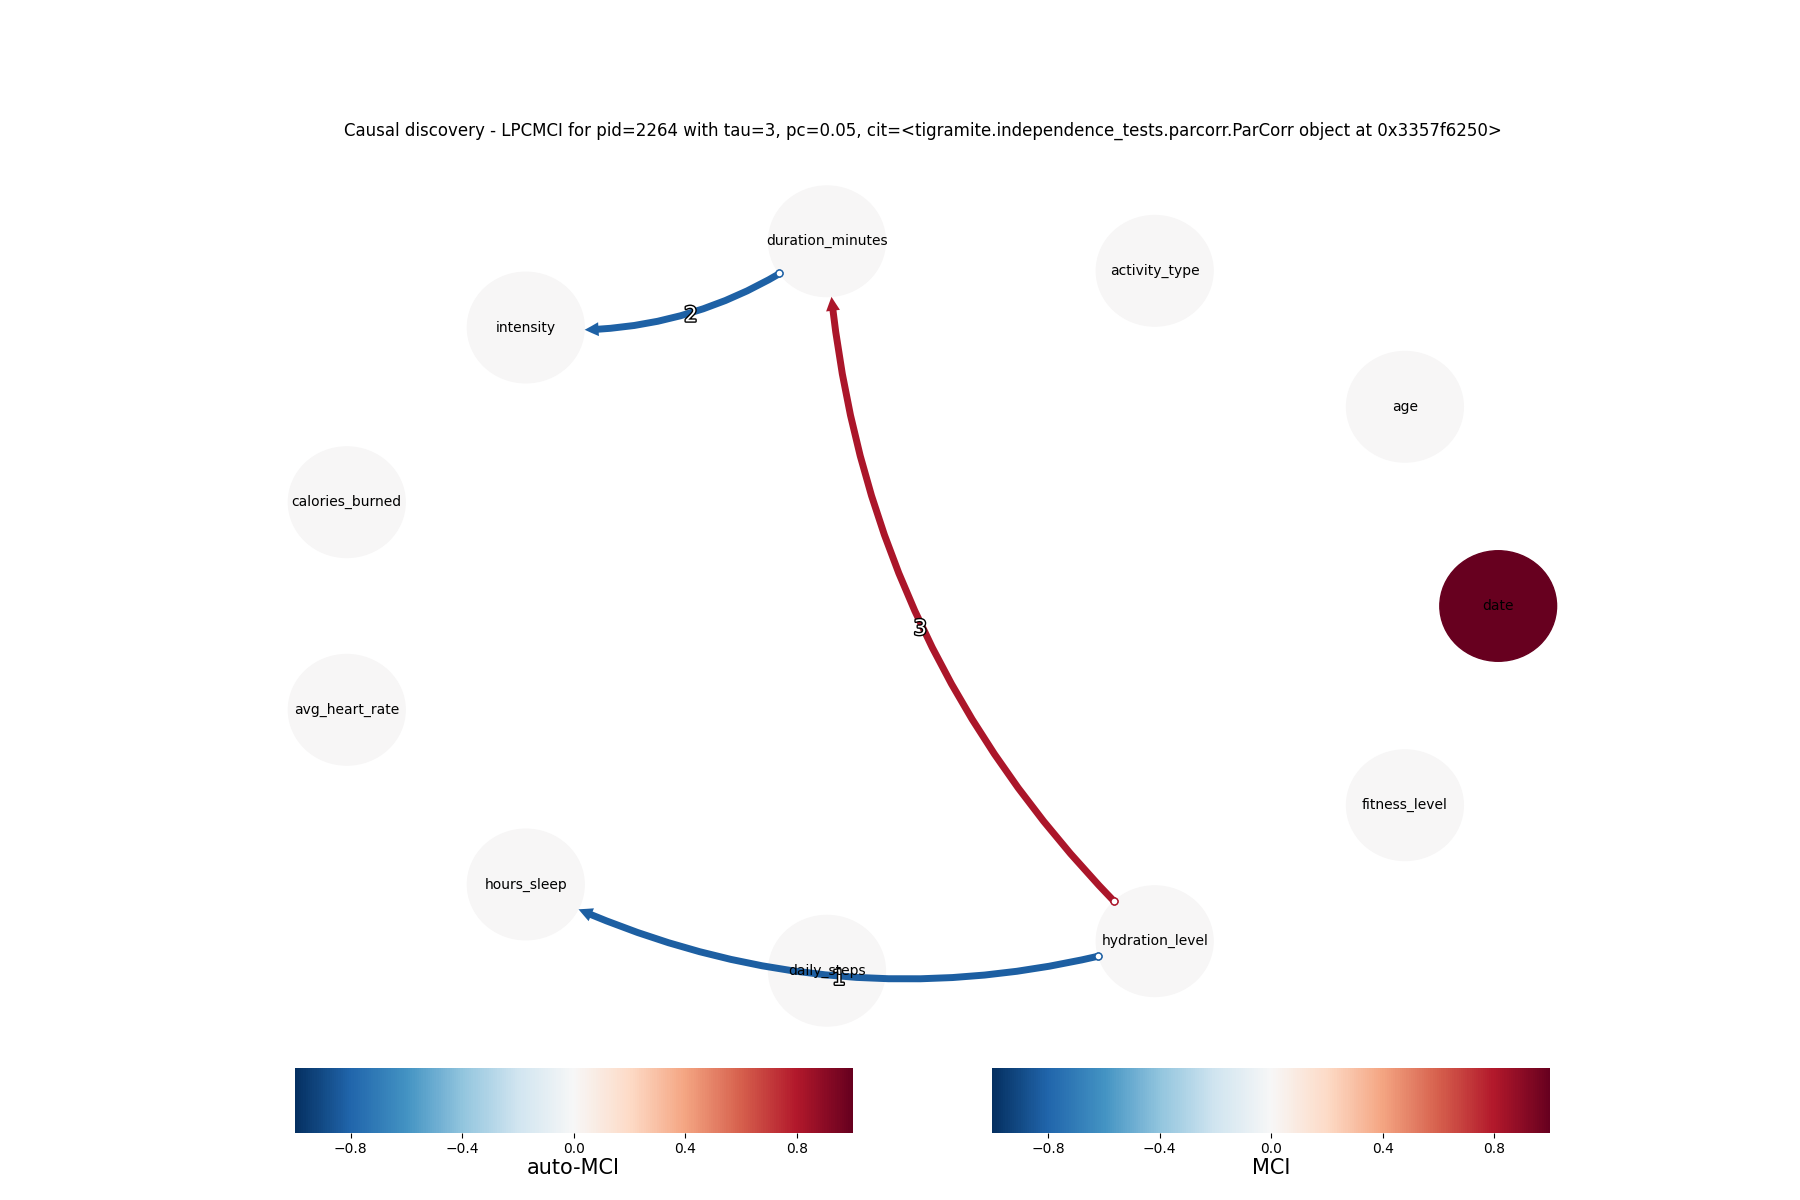 Causal discovery - LPCMCI for pid=2264 with tau=3, pc=0.05, cit=<tigramite.independence_tests.parcorr.ParCorr object at 0x3357f6250>
duration_minutes
activity_type
intensity
2
age
calories_burned
date
3
avg_heart_rate
fitness_level
hours_sleep
hydration_level
daily_steps
1
−0.8 −0.4 0.0 0.4 0.8
auto-MCI
−0.8 −0.4 0.0 0.4 0.8
MCI